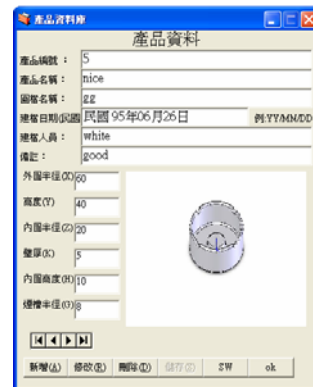 產品資料庫
產品資料
產品編號：
5
產品名稱：
nice
圖檔名稱：
gg
建檔日期(民國
民國 95年06月26日
例:YY/MM/DD
建檔人員：
white
備註：
good
外圍半徑(X)
60
高度(Y)
40
內圍半徑(Z)
20
壁厚(K)
5
內圍高度(H)
10
煙槽半徑(G)
8
新增(A)
修改(R)
刪除(D)
儲存(S)
SW
ok